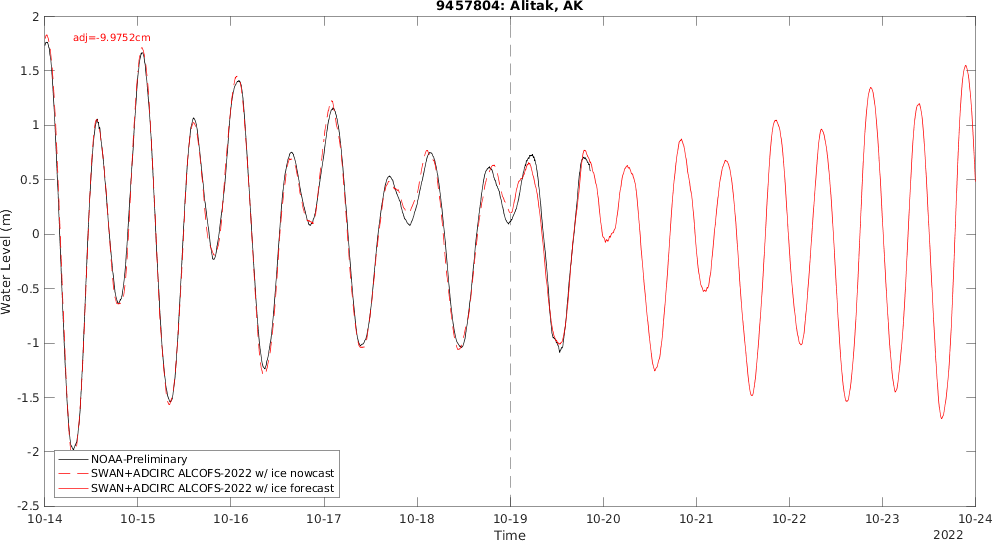 9457804: Alitak, AK
adj=-9.9752cm
2
1.5
1
0.5
0
-0.5
-1
-1.5
-2
-2.5
Water Level (m)
NOAA-Preliminary
SWAN+ADCIRC ALCOFS-2022 w/ ice nowcast
SWAN+ADCIRC ALCOFS-2022 w/ ice forecast
10-14 10-15 10-16 10-17 10-18 10-19 10-20 10-21 10-22 10-23 10-24
Time
2022